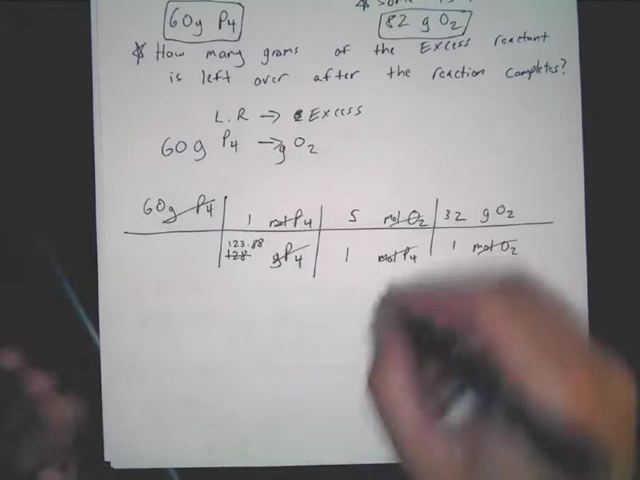 60g P4
82 g O2
* How many grams of the Excess reactant
is left over after the reaction completes?
L.R → Excess
60g P4 → g O2
60g P4 | 1 mol P4 | 5 mol O2 | 32 g O2
123.88 g P4 | 1 mol P4 | 1 mol O2